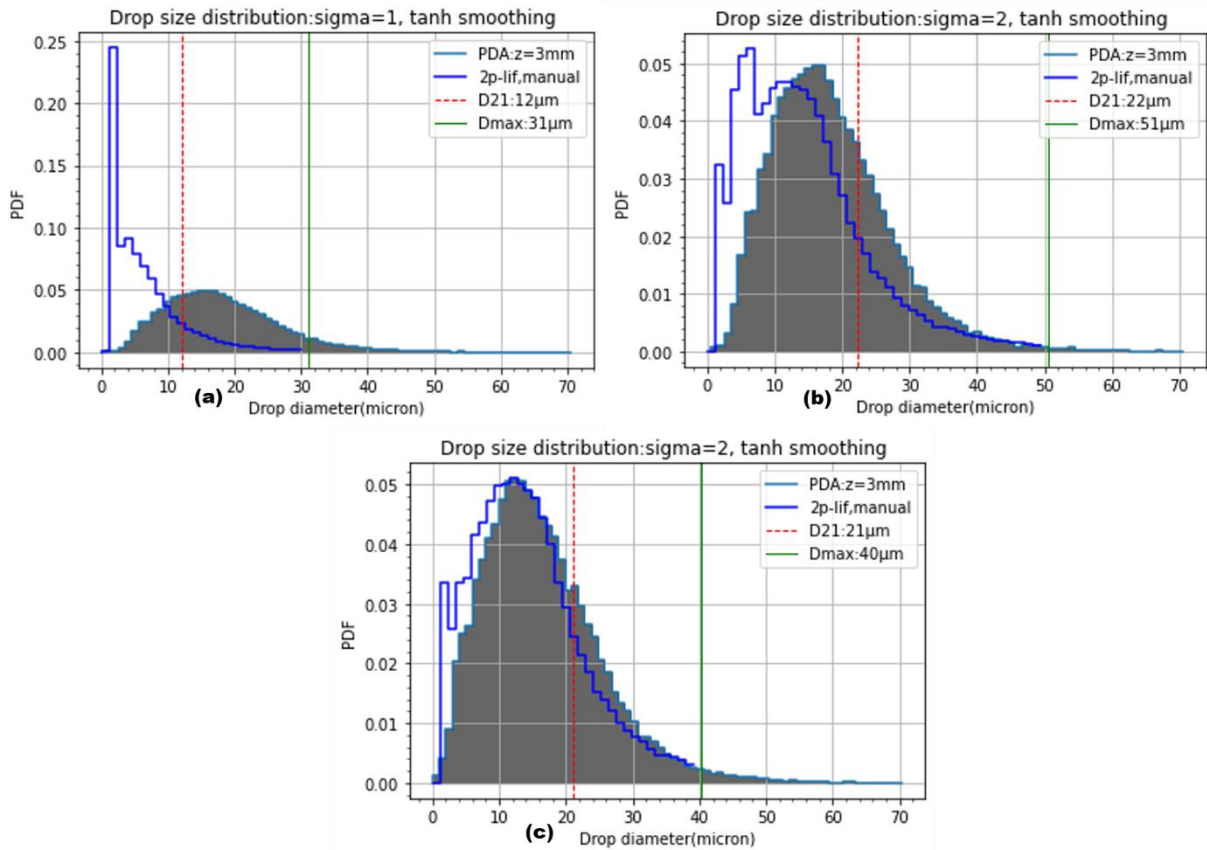 Drop size distribution:sigma=1, tanh smoothing
PDF
0.25
0.20
0.15
0.10
0.05
0.00
PDA:z=3mm
2p-lif,manual
D21:12µm
Dmax:31µm
0 10 20 30 40 50 60 70
(a)
Drop diameter(micron)
Drop size distribution:sigma=2, tanh smoothing
PDF
0.05
0.04
0.03
0.02
0.01
0.00
PDA:z=3mm
2p-lif,manual
D21:22µm
Dmax:51µm
0 10 20 30 40 50 60 70
(b)
Drop diameter(micron)
Drop size distribution:sigma=2, tanh smoothing
PDF
0.05
0.04
0.03
0.02
0.01
0.00
PDA:z=3mm
2p-lif,manual
D21:21µm
Dmax:40µm
0 10 20 30 40 50 60 70
(c)
Drop diameter(micron)